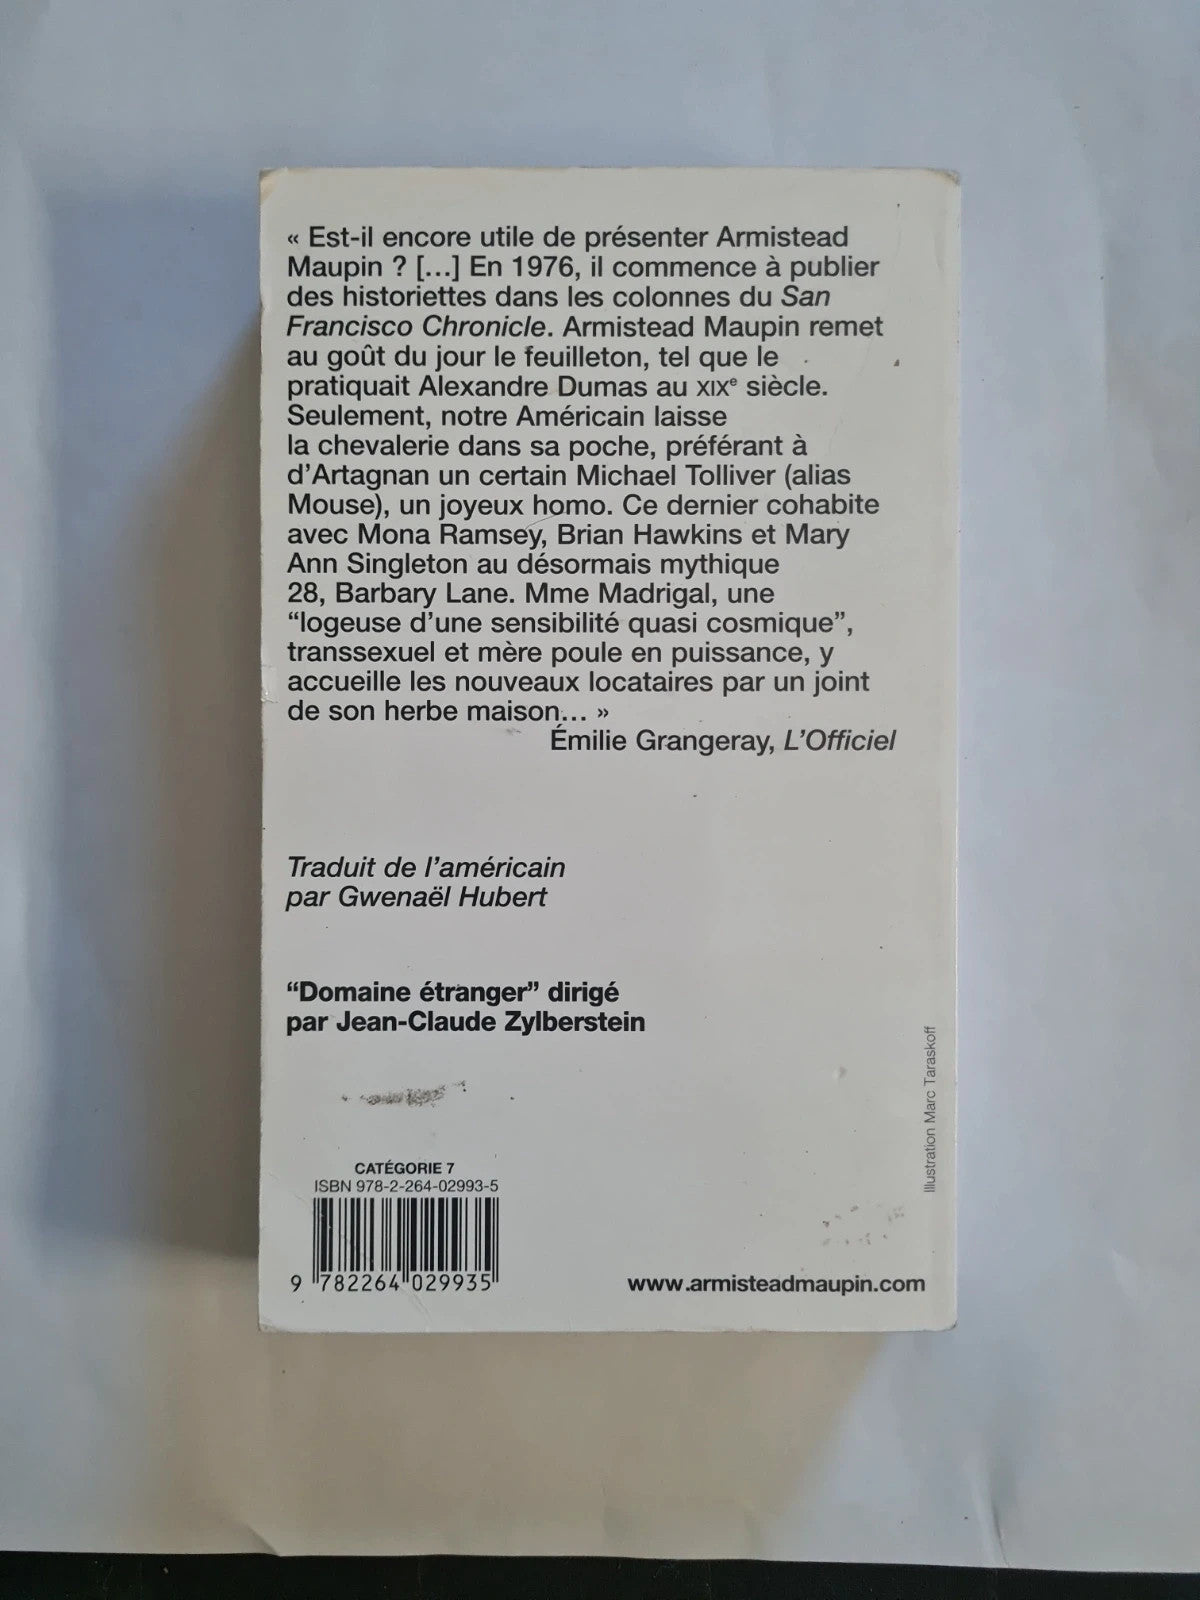 « Est-il encore utile de présenter Armistead
Maupin ? [...] En 1976, il commence à publier
des historiettes dans les colonnes du San
Francisco Chronicle. Armistead Maupin remet
au goût du jour le feuilleton, tel que le
pratiquait Alexandre Dumas au XIXe siècle.
Seulement, notre Américain laisse
la chevalerie dans sa poche, préférant à
d’Artagnan un certain Michael Tolliver (alias
Mouse), un joyeux homo. Ce dernier cohabite
avec Mona Ramsey, Brian Hawkins et Mary
Ann Singleton au désormais mythique
28, Barbary Lane. Mme Madrigal, une
“logeuse d’une sensibilité quasi cosmique”,
transsexuel et mère poule en puissance, y
accueille les nouveaux locataires par un joint
de son herbe maison... »
Émilie Grangeray, L’Officiel
Traduit de l’américain
par Gwenaël Hubert
“Domaine étranger” dirigé
par Jean-Claude Zylberstein
Illustration Marc Taraskoff
CATÉGORIE 7
ISBN 978-2-264-02993-5
9 782264 029935
www.armisteadmaupin.com